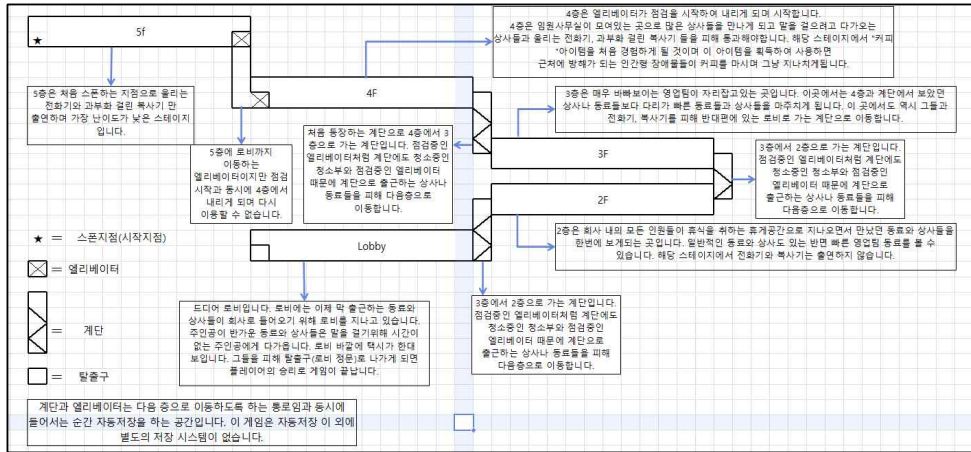 5f
4층은 엘리베이터가 점검을 시작하여 내리게 되며 시작합니다.
4층은 임원사무실이 모여있는 곳으로 많은 상사들을 만나게 되고 말을 걸으려고 다가오는
상사들과 울리는 전화기, 과부화 걸린 복사기 들을 피해 통과해야합니다. 해당 스테이지에서 "커피
"아이템을 처음 경험하게 될 것이며 이 아이템을 획득하여 사용하면
근처에 방해가 되는 인간형 장애물들이 커피를 마시며 그냥 지나치게됩니다.
5층은 처음 스폰하는 지점으로 울리는
전화기와 과부화 걸린 복사기 만
출연하며 가장 난이도가 낮은 스테이지
입니다.
4F
3층은 매우 바빠보이는 영업팀이 자리잡고있는 곳입니다. 이곳에서는 4층과 계단에서 보았던
상사나 동료들보다 다리가 빠른 동료들과 상사들을 마주치게 됩니다. 이 곳에서도 역시 그들과
전화기, 복사기를 피해 반대편에 있는 로비로 가는 계단으로 이동합니다.
처음 등장하는 계단으로 4층에서 3
층으로 가는 계단입니다. 점검중인
엘리베이터처럼 계단에도 청소중인
청소부와 점검중인 엘리베이터
때문에 계단으로 출근하는 상사나
동료들을 피해 다음층으로
이동합니다.
5층에 로비까지
이동하는
엘리베이터이지만 점검
시작과 동시에 4층에서
내리게 되며 다시
이용할 수 없습니다.
3F
3층에서 2층으로 가는 계단입니다.
점검중인 엘리베이터처럼 계단에도
청소중인 청소부와 점검중인
엘리베이터 때문에 계단으로
출근하는 상사나 동료들을 피해
다음층으로 이동합니다.
2F
2층은 회사 내의 모든 인원들이 휴식을 취하는 휴게공간으로 지나오면서 만났던 동료와 상사들을
한번에 보게되는 곳입니다. 일반적인 동료와 상사도 있는 반면 빠른 영업팀 동료를 볼 수
있습니다. 해당 스테이지에서 전화기와 복사기는 출연하지 않습니다.
Lobby
★ = 스폰지점(시작지점)
= 엘리베이터
= 계단
= 탈출구
드디어 로비입니다. 로비에는 이제 막 출근하는 동료와
상사들이 회사로 들어오기 위해 로비를 지나고 있습니다.
주인공이 반가운 동료와 상사들은 말을 걸기위해 시간이
없는 주인공에게 다가옵니다. 로비 바깥에 택시가 한대
보입니다. 그들을 피해 탈출구(로비 정문)로 나가게 되면
플레이어의 승리로 게임이 끝납니다.
3층에서 2층으로 가는 계단입니다.
점검중인 엘리베이터처럼 계단에도
청소중인 청소부와 점검중인
엘리베이터 때문에 계단으로
출근하는 상사나 동료들을 피해
다음층으로 이동합니다.
계단과 엘리베이터는 다음 층으로 이동하도록 하는 통로임과 동시에
들어서는 순간 자동저장을 하는 공간입니다. 이 게임은 자동저장 이 외에
별도의 저장 시스템이 없습니다.